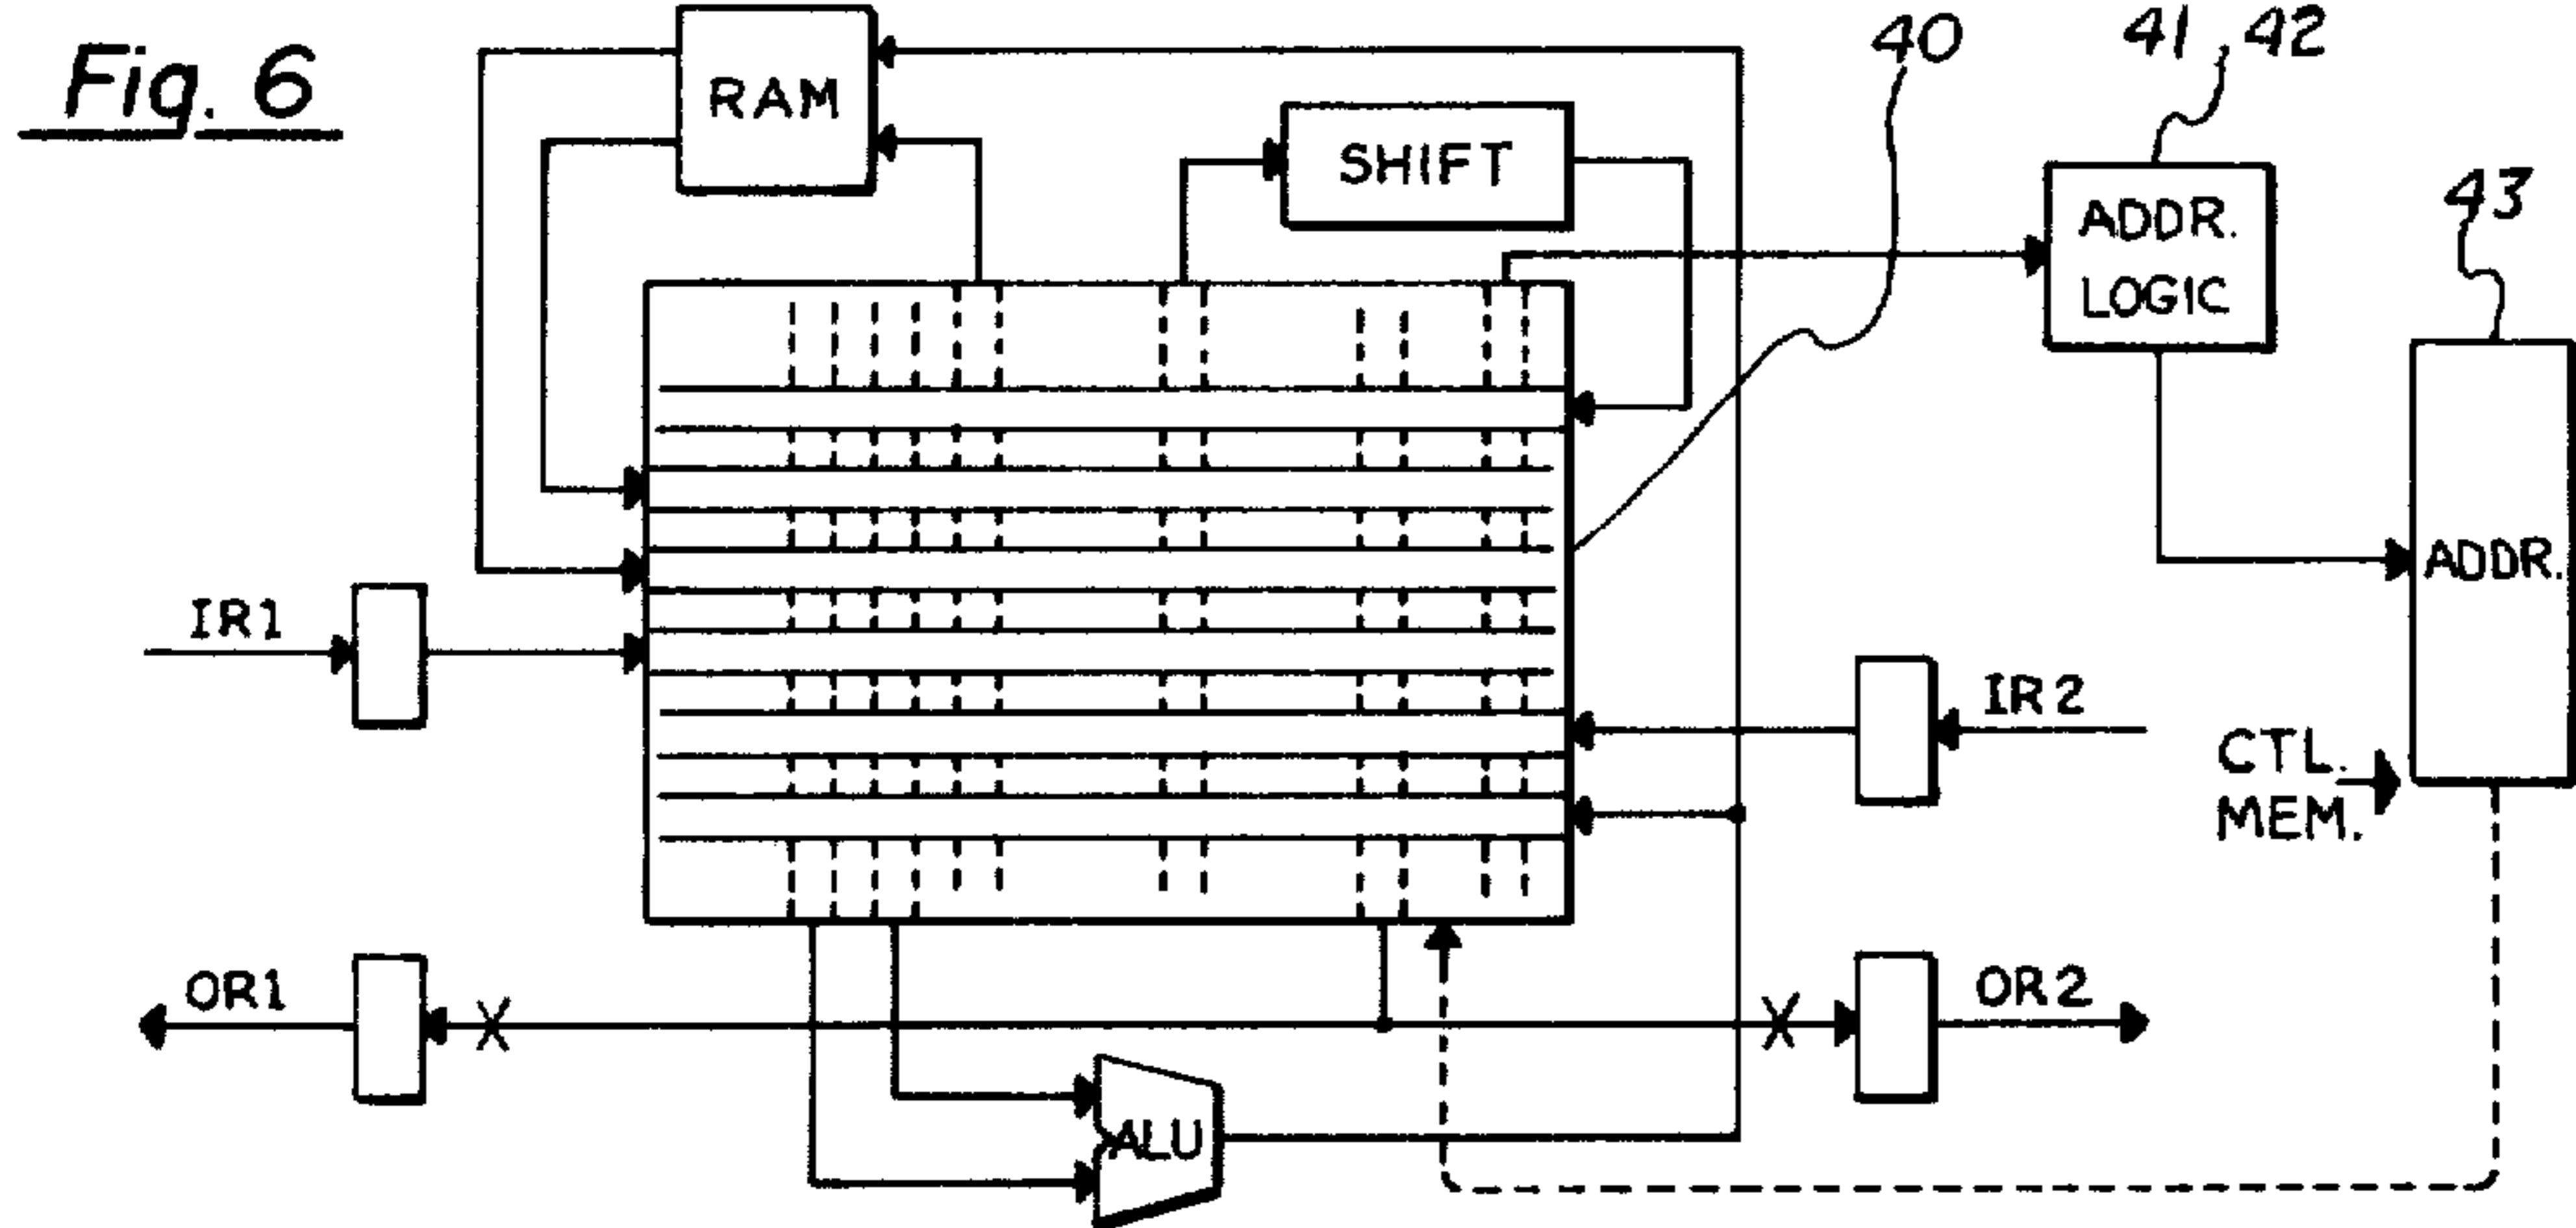 Fig. 6
40
41, 42
43
RAM
SHIFT
ADDR.
LOGIC
ADDR.
IR1
IR2
CTL.
MEM.
OR1
OR2
ALU